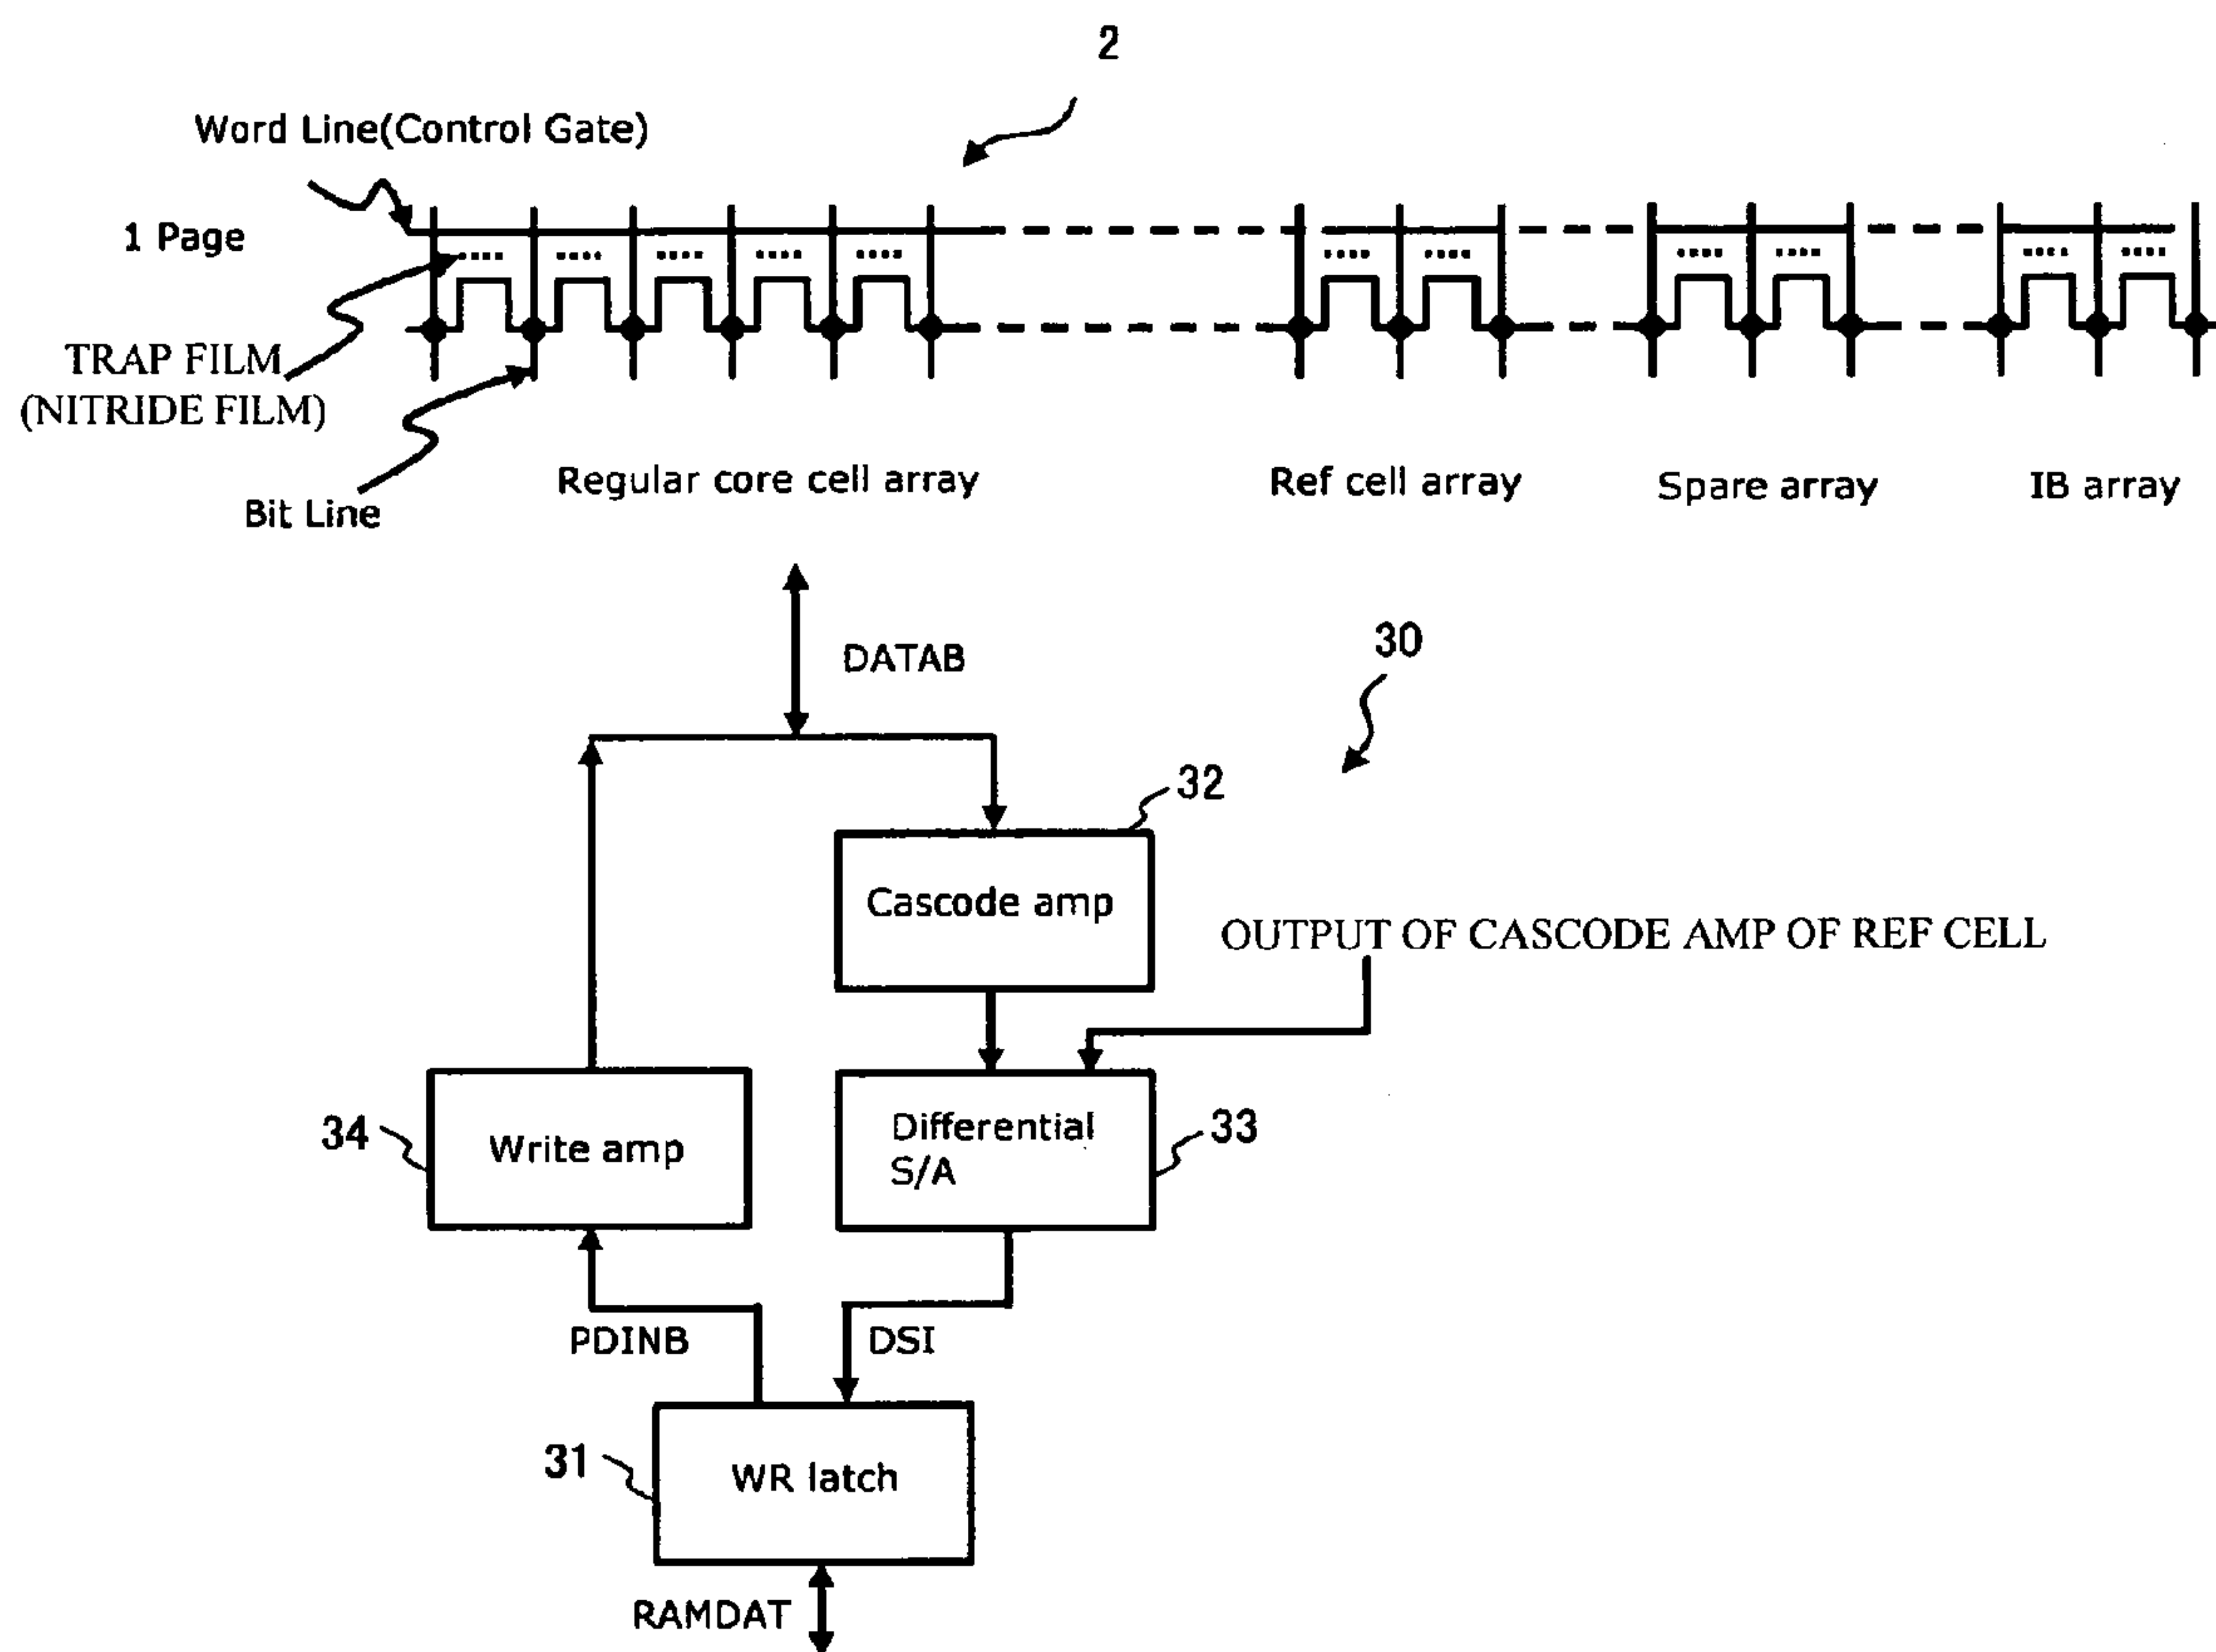 2
Word Line(Control Gate)
1 Page
TRAP FILM
(NITRIDE FILM)
Bit Line
Regular core cell array
Ref cell array
Spare array
IB array
DATAB
30
32
Cascode amp
OUTPUT OF CASCODE AMP OF REF CELL
34
Write amp
Differential
S/A
33
PDINB
DSI
31
WR latch
RAMDAT